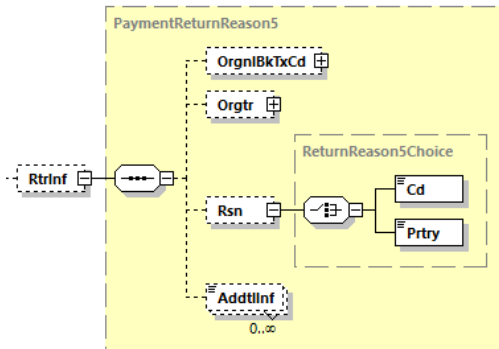 PaymentReturnReason5
OrgnlBkTxCd
Orgtr
ReturnReason5Choice
RtrInf
Rsn
Cd
Prtry
AddtlInf
0..∞